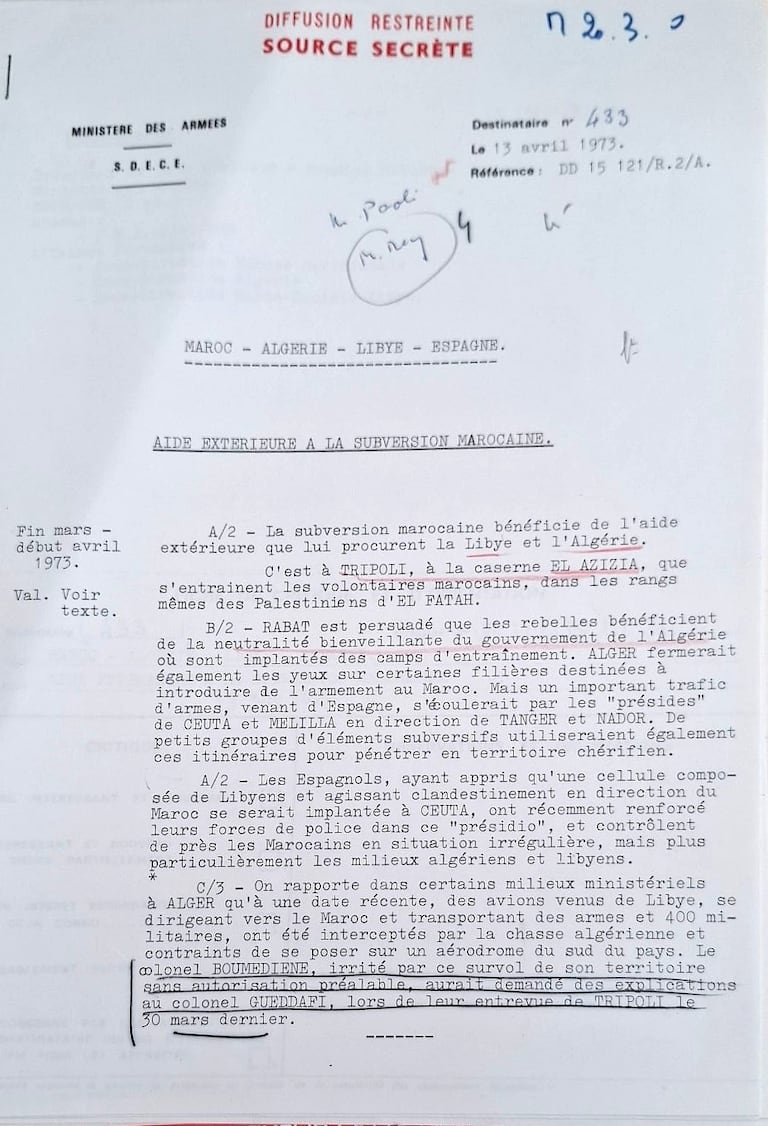 DIFFUSION RESTREINTE
SOURCE SECRÈTE
MINISTERE DES ARMEES
S. D. E. C. E.
Destinataire n° 433
Le 13 avril 1973.
Référence : DD 15 121/R.2/A.
M. Paoli
4
MAROC - ALGERIE - LIBYE - ESPAGNE.
AIDE EXTERIEURE A LA SUBVERSION MAROCAINE.
Fin mars -
début avril
1973.
Val. Voir
texte.
A/2 - La subversion marocaine bénéficie de l'aide
extérieure que lui procurent la Libye et l'Algérie.
C'est à TRIPOLI, à la caserne EL AZIZIA, que
s'entrainent les volontaires marocains, dans les rangs
mêmes des Palestiniens d'EL FATAH.
B/2 - RABAT est persuadé que les rebelles bénéficient
de la neutralité bienveillante du gouvernement de l'Algérie
où sont implantés des camps d'entraînement. ALGER fermerait
également les yeux sur certaines filières destinées à
introduire de l'armement au Maroc. Mais un important trafic
d'armes, venant d'Espagne, s'écoulerait par les "présides"
de CEUTA et MELILLA en direction de TANGER et NADOR. De
petits groupes d'éléments subversifs utiliseraient également
ces itinéraires pour pénétrer en territoire chérifien.
A/2 - Les Espagnols, ayant appris qu'une cellule compo-
sée de Libyens et agissant clandestinement en direction du
Maroc se serait implantée à CEUTA, ont récemment renforcé
leurs forces de police dans ce "présidio", et contrôlent
de près les Marocains en situation irrégulière, mais plus
particulièrement les milieux algériens et libyens.
*
C/3 - On rapporte dans certains milieux ministériels
à ALGER qu'à une date récente, des avions venus de Libye, se
dirigeant vers le Maroc et transportant des armes et 400 mi-
litaires, ont été interceptés par la chasse algérienne et
contraints de se poser sur un aérodrome du sud du pays. Le
colonel BOUMEDIENE, irrité par ce survol de son territoire
sans autorisation préalable, aurait demandé des explications
au colonel GUEDDAFI, lors de leur entrevue de TRIPOLI le
30 mars dernier.